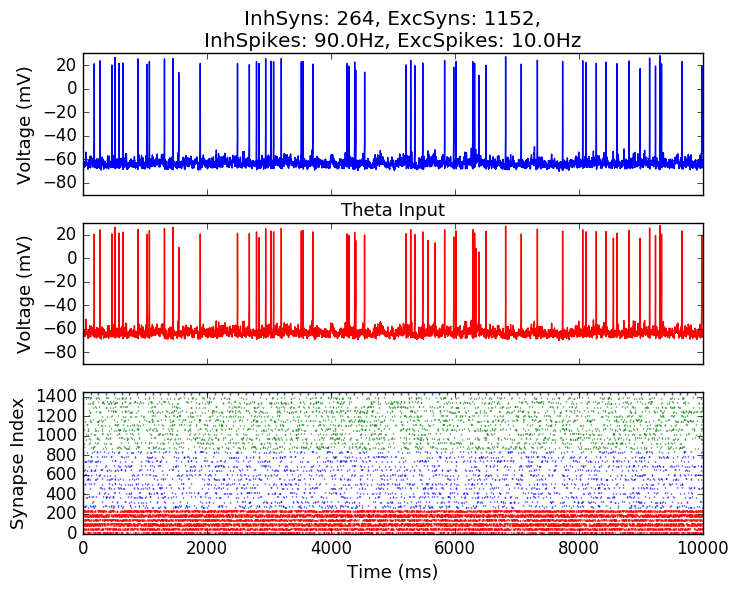 InhSyns: 264, ExcSyns: 1152,
InhSpikes: 90.0Hz, ExcSpikes: 10.0Hz
20
0
−20
−40
−60
−80
Voltage (mV)
Theta Input
20
0
−20
−40
−60
−80
Voltage (mV)
1400
1200
1000
800
600
400
200
0
Synapse Index
0 2000 4000 6000 8000 10000
Time (ms)